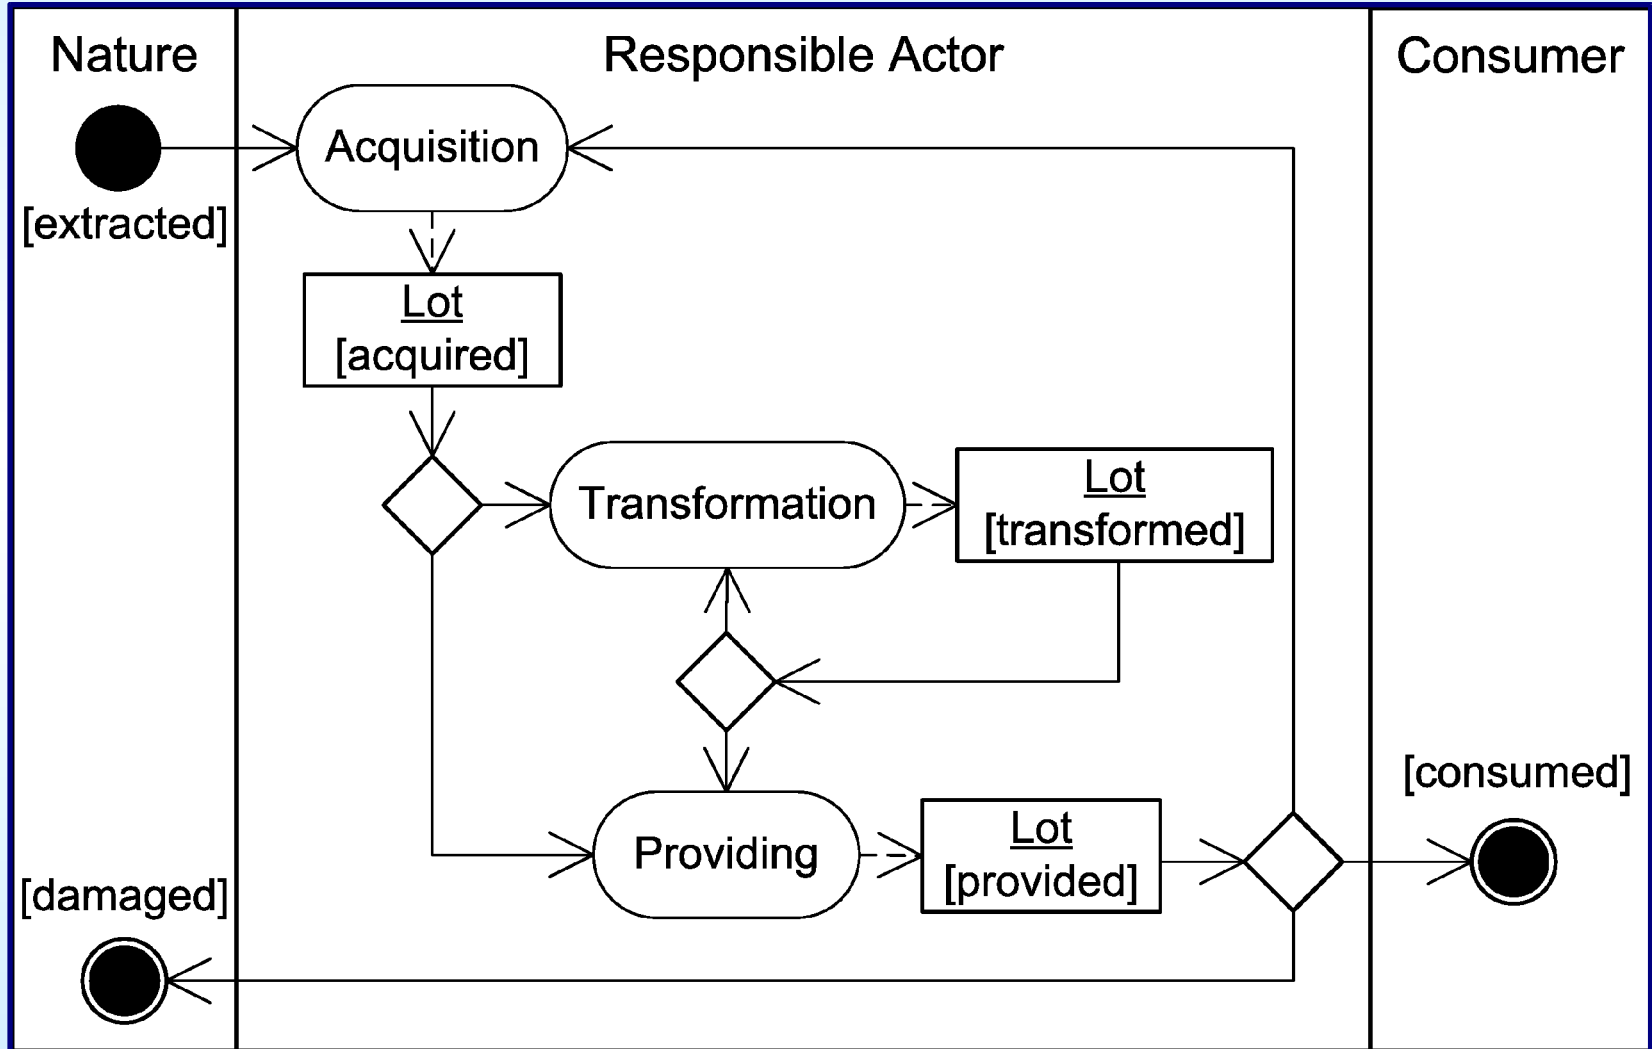 Nature
Responsible Actor
Consumer
Acquisition
[extracted]
Lot
[acquired]
Transformation
Lot
[transformed]
[consumed]
Providing
Lot
[provided]
[damaged]